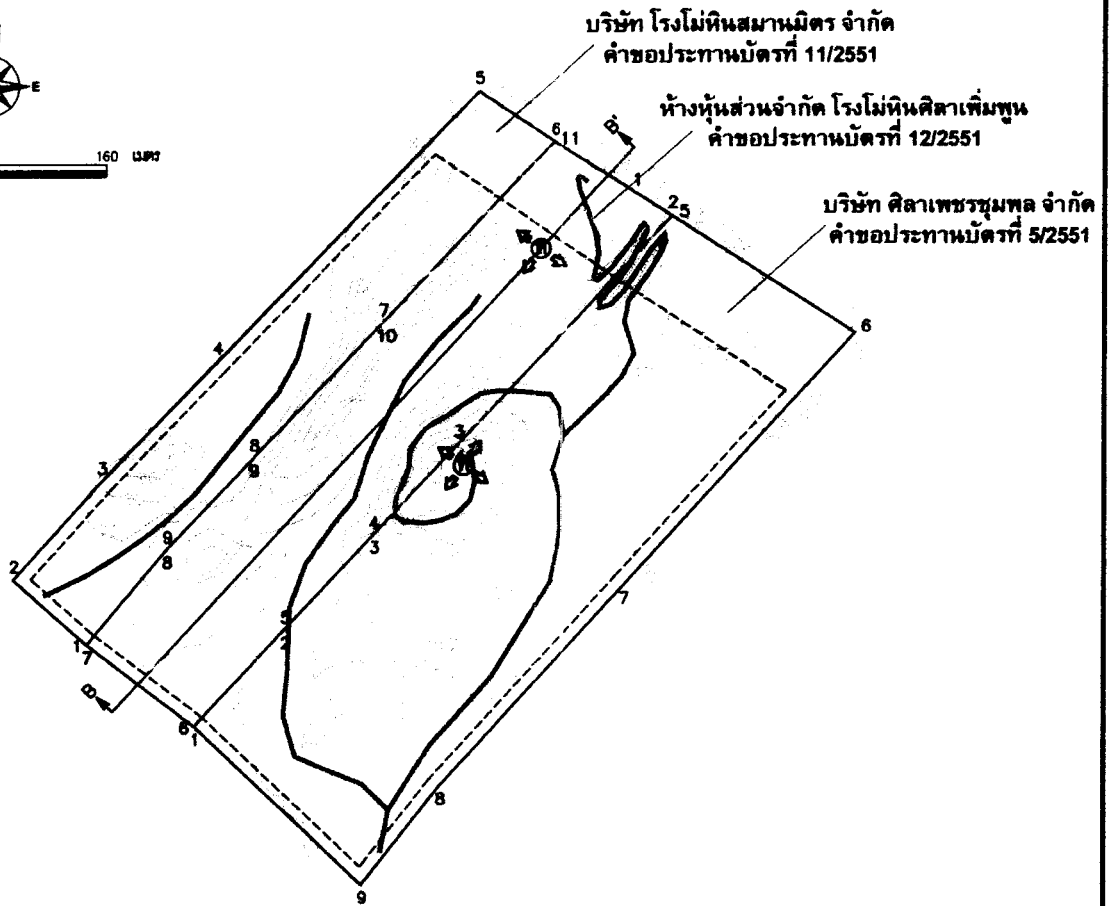 บริษัท โรงโม่หินสมานมิตร จำกัด
คำขอประทานบัตรที่ 11/2551
E
5
ห้างหุ้นส่วนจำกัด โรงโม่หินศิลาเพิ่มพูน
คำขอประทานบัตรที่ 12/2551
160 เมตร
6 11
B'
1
2 5
บริษัท ศิลาเพชรชุมพล จำกัด
คำขอประทานบัตรที่ 5/2551
6
7
10
4
3
8
9
3
4
3
9
8
2
7
1
7
B
6
1
8
9